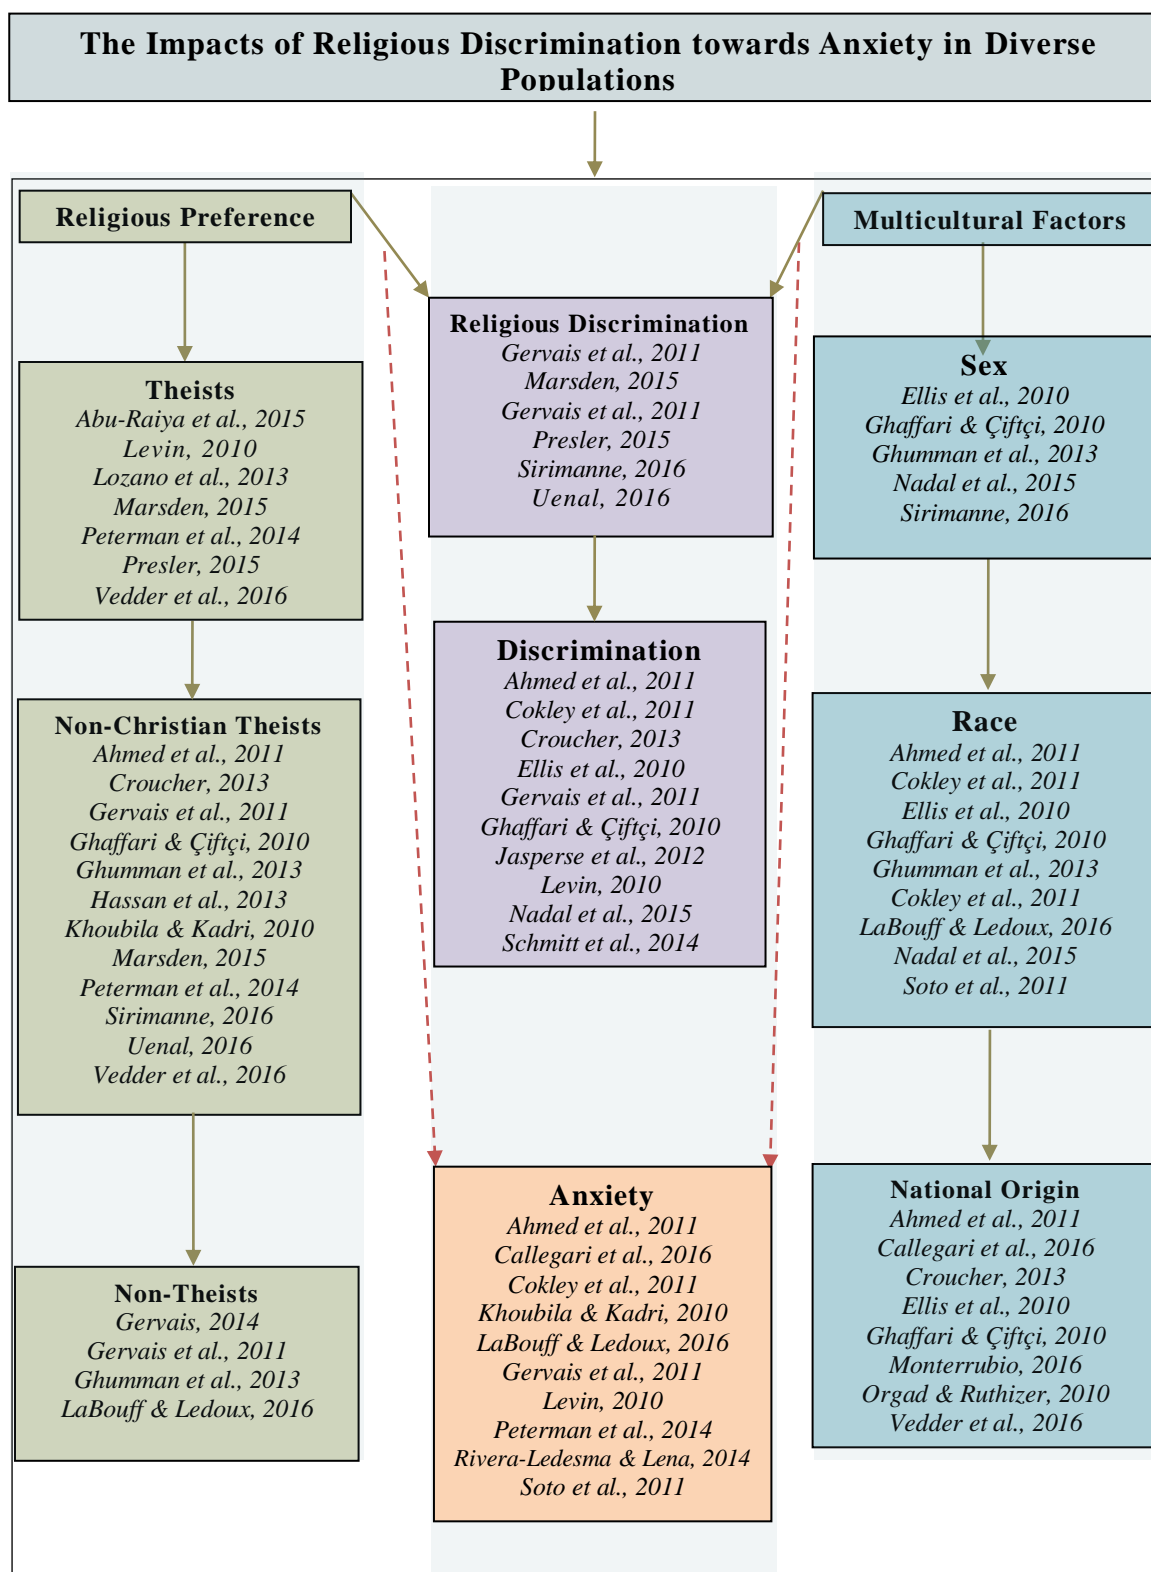 The Impacts of Religious Discrimination towards Anxiety in Diverse
Populations
Religious Preference
Theists
Abu-Raiya et al., 2015
Levin, 2010
Lozano et al., 2013
Marsden, 2015
Peterman et al., 2014
Presler, 2015
Vedder et al., 2016
Non-Christian Theists
Ahmed et al., 2011
Croucher, 2013
Gervais et al., 2011
Ghaffari & Çiftçi, 2010
Ghumman et al., 2013
Hassan et al., 2013
Khoubila & Kadri, 2010
Marsden, 2015
Peterman et al., 2014
Sirimanne, 2016
Uenal, 2016
Vedder et al., 2016
Non-Theists
Gervais, 2014
Gervais et al., 2011
Ghumman et al., 2013
LaBouff & Ledoux, 2016
Religious Discrimination
Gervais et al., 2011
Marsden, 2015
Gervais et al., 2011
Presler, 2015
Sirimanne, 2016
Uenal, 2016
Discrimination
Ahmed et al., 2011
Cokley et al., 2011
Croucher, 2013
Ellis et al., 2010
Gervais et al., 2011
Ghaffari & Çiftçi, 2010
Jasperse et al., 2012
Levin, 2010
Nadal et al., 2015
Schmitt et al., 2014
Anxiety
Ahmed et al., 2011
Callegari et al., 2016
Cokley et al., 2011
Khoubila & Kadri, 2010
LaBouff & Ledoux, 2016
Gervais et al., 2011
Levin, 2010
Peterman et al., 2014
Rivera-Ledesma & Lena, 2014
Soto et al., 2011
Multicultural Factors
Sex
Ellis et al., 2010
Ghaffari & Çiftçi, 2010
Ghumman et al., 2013
Nadal et al., 2015
Sirimanne, 2016
Race
Ahmed et al., 2011
Cokley et al., 2011
Ellis et al., 2010
Ghaffari & Çiftçi, 2010
Ghumman et al., 2013
Cokley et al., 2011
LaBouff & Ledoux, 2016
Nadal et al., 2015
Soto et al., 2011
National Origin
Ahmed et al., 2011
Callegari et al., 2016
Croucher, 2013
Ellis et al., 2010
Ghaffari & Çiftçi, 2010
Monterrubio, 2016
Orgad & Ruthizer, 2010
Vedder et al., 2016